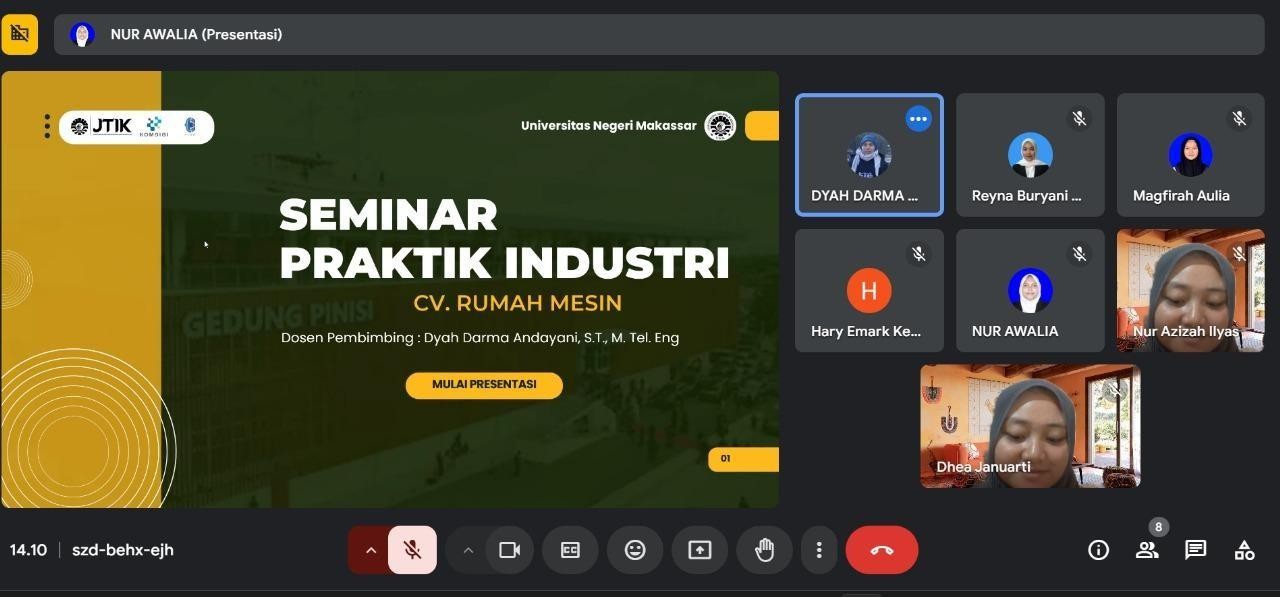 NUR AWALIA (Presentasi)
JTIK
KOMDIGI
Universitas Negeri Makassar
SEMINAR
PRAKTIK INDUSTRI
CV. RUMAH MESIN
GEDUNG PINISI
Dosen Pembimbing : Dyah Darma Andayani, S.T., M. Tel. Eng
MULAI PRESENTASI
01
DYAH DARMA ...
Reyna Buryani ...
Magfirah Aulia
H
Hary Emark Ke...
NUR AWALIA
Nur Azizah Ilyas
Dhea Januarti
14.10 | szd-behx-ejh
CC
8